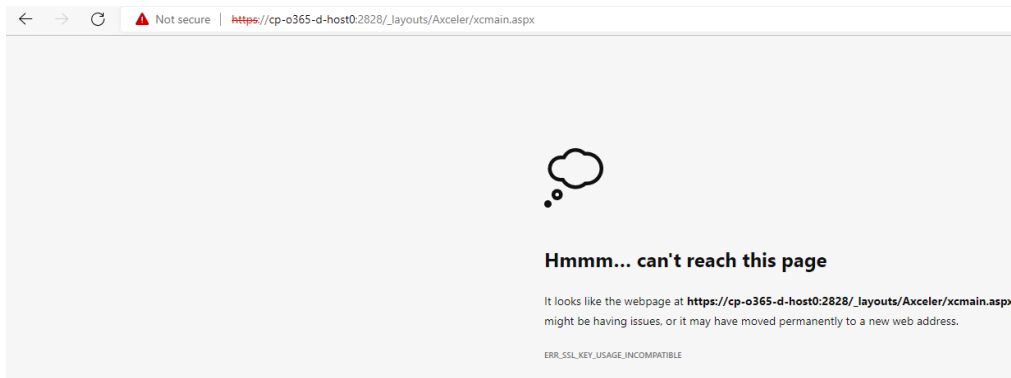 Not secure | https://cp-o365-d-host0:2828/_layouts/Axceler/xcmain.aspx
Hmmm... can't reach this page
It looks like the webpage at https://cp-o365-d-host0:2828/_layouts/Axceler/xcmain.aspx
might be having issues, or it may have moved permanently to a new web address.
ERR_SSL_KEY_USAGE_INCOMPATIBLE